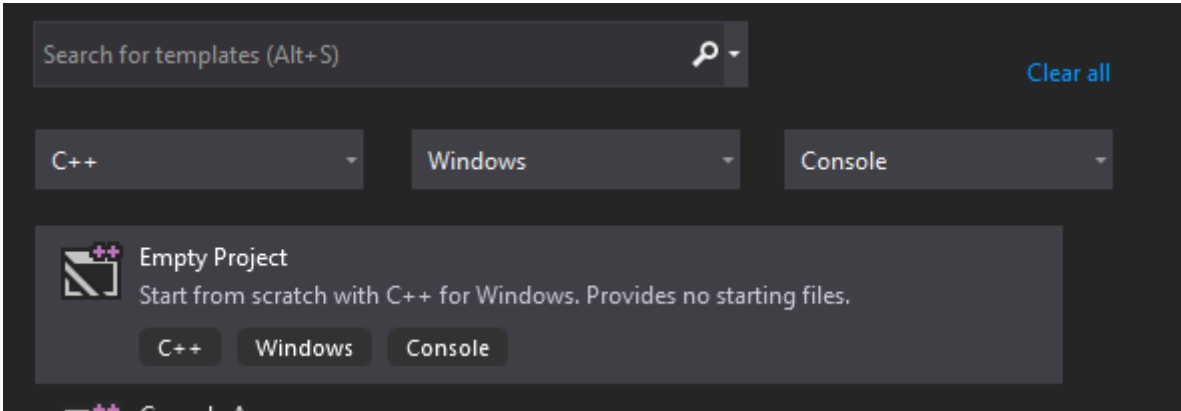 Search for templates (Alt+S)
Clear all
C++ Windows Console
Empty Project
Start from scratch with C++ for Windows. Provides no starting files.
C++ Windows Console